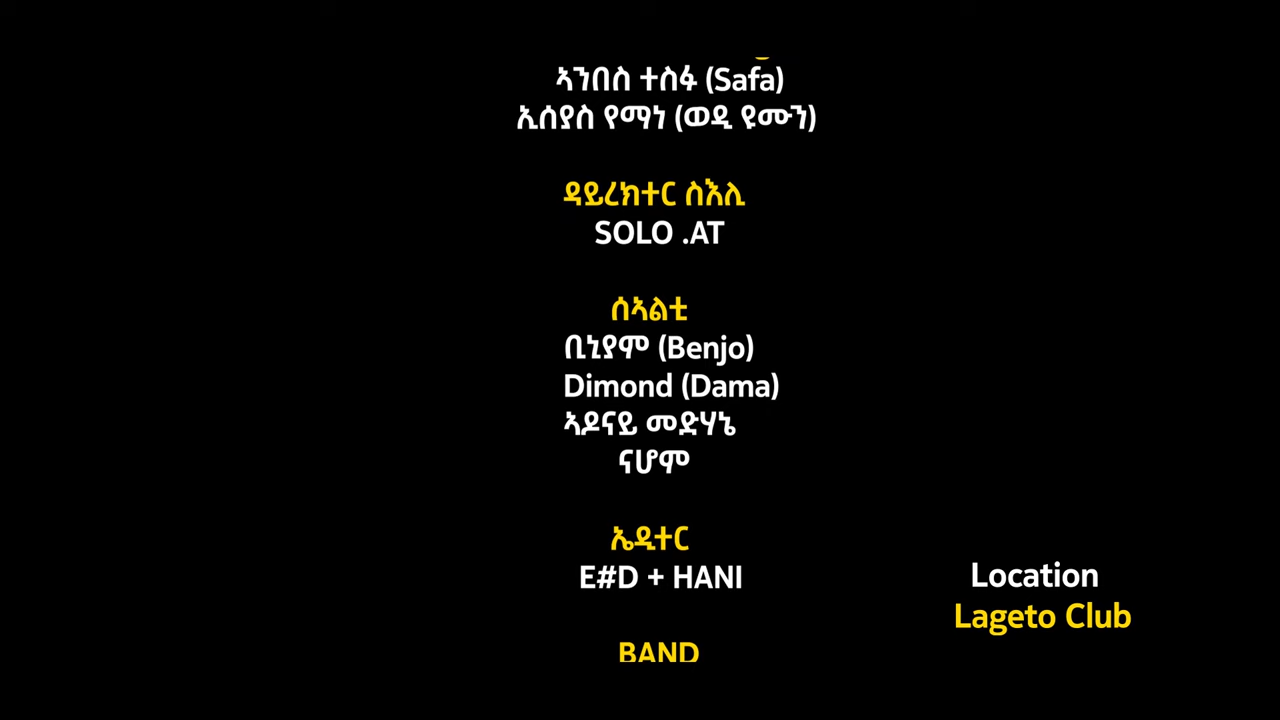 ኣንበስ ተስፋ (Safa)
ኢሰያስ የማነ (ወዲ ዩሙን)
ዳይረክተር ስእሊ
SOLO .AT
ሰኣልቲ
ቢኒያም (Benjo)
Dimond (Dama)
ኣዶናይ መድሃኔ
ናሆም
ኤዲተር
E#D + HANI
BAND
Location
Lageto Club